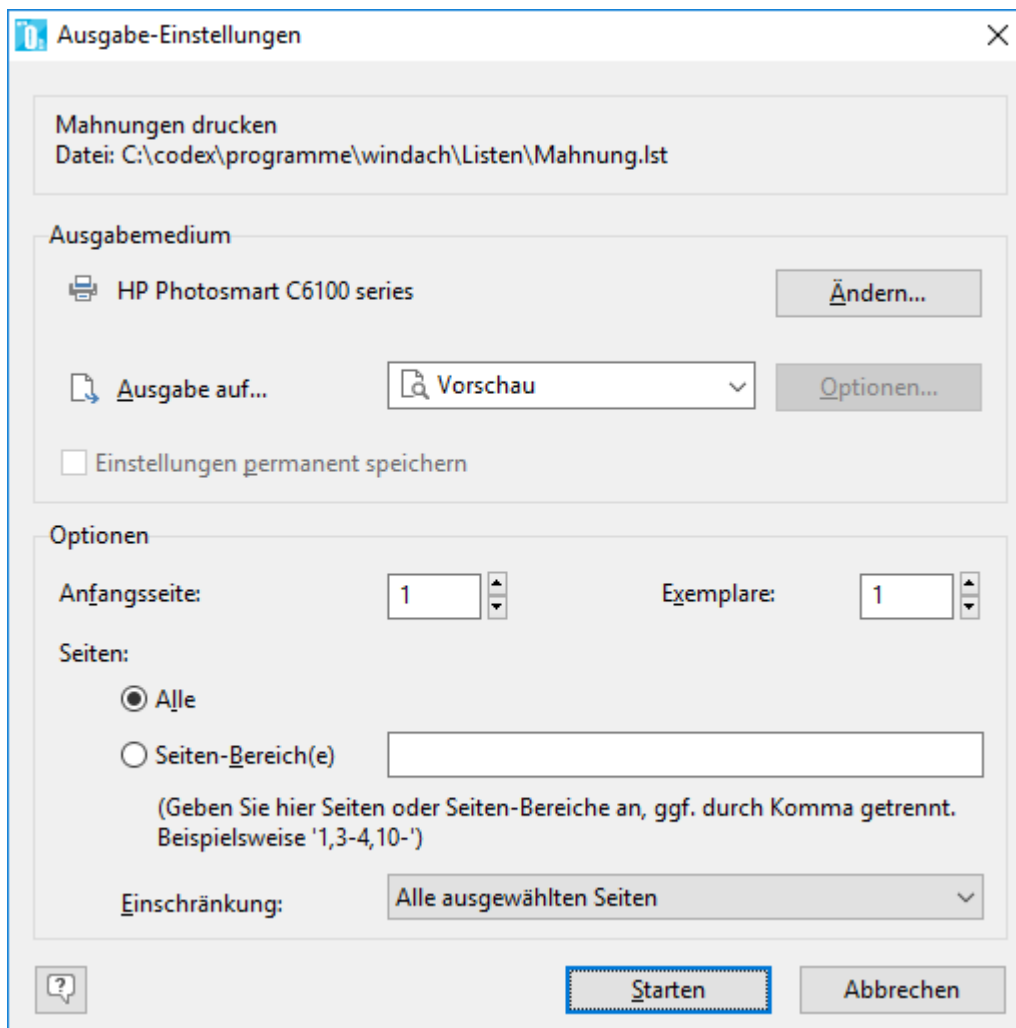 Ausgabe-Einstellungen
Mahnungen drucken
Datei: C:\codex\programme\windach\Listen\Mahnung.lst
Ausgabemedium
HP Photosmart C6100 series
Ändern...
Ausgabe auf...
Vorschau
Optionen...
Einstellungen permanent speichern
Optionen
Anfangsseite:
1
Exemplare:
1
Seiten:
Alle
Seiten-Bereich(e)
(Geben Sie hier Seiten oder Seiten-Bereiche an, ggf. durch Komma getrennt.
Beispielsweise '1,3-4,10-')
Einschränkung:
Alle ausgewählten Seiten
Starten
Abbrechen